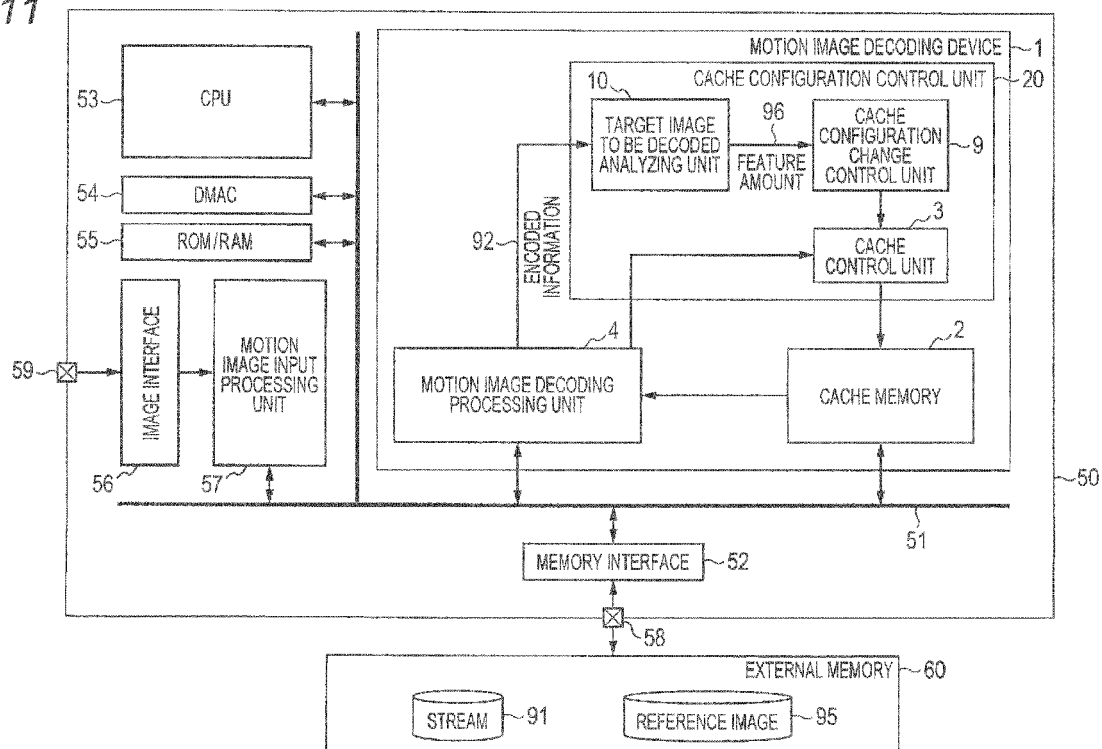 11
MOTION IMAGE DECODING DEVICE
1
CACHE CONFIGURATION CONTROL UNIT
20
53
CPU
10
TARGET IMAGE
TO BE DECODED
ANALYZING UNIT
96
FEATURE
AMOUNT
CACHE
CONFIGURATION
CHANGE
CONTROL UNIT
9
54
DMAC
55
ROM/RAM
92
ENCODED
INFORMATION
3
CACHE
CONTROL UNIT
59
IMAGE INTERFACE
56
MOTION
IMAGE INPUT
PROCESSING
UNIT
57
4
MOTION IMAGE DECODING
PROCESSING UNIT
2
CACHE MEMORY
50
51
MEMORY INTERFACE
52
58
EXTERNAL MEMORY
60
STREAM
91
REFERENCE IMAGE
95